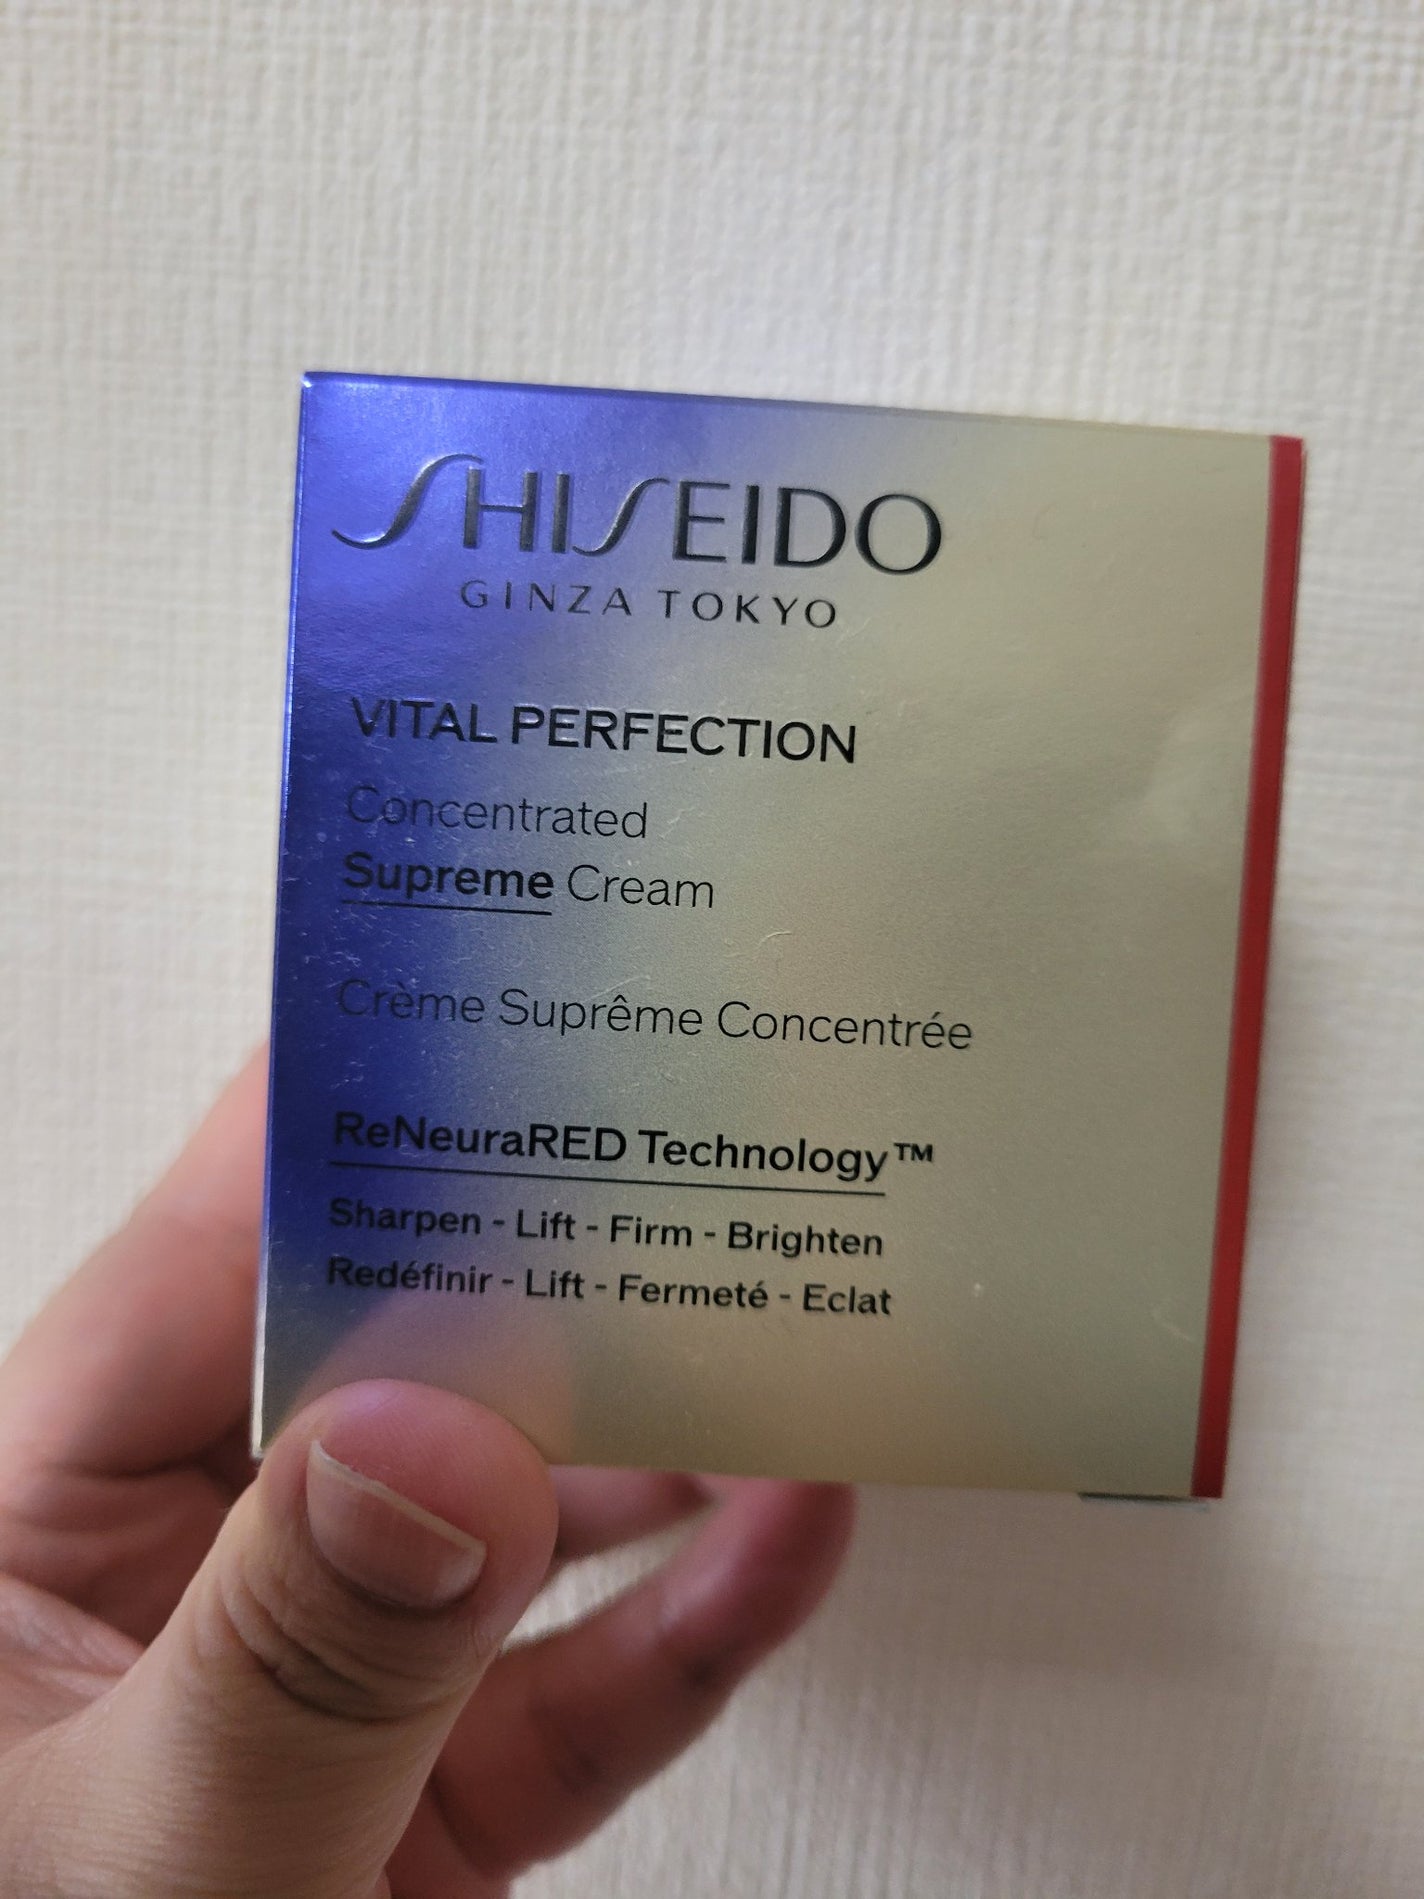 SHISEIDO
GINZA TOKYO
VITAL PERFECTION
Concentrated
Supreme Cream
Crème Suprême Concentrée
ReNeuraRED Technology™
Sharpen - Lift - Firm - Brighten
Redéfinir - Lift - Fermeté - Eclat